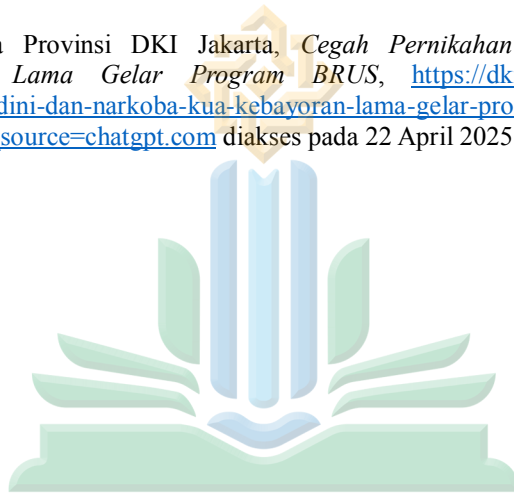 a Provinsi DKI Jakarta, Cegah Pernikahan
Lama Gelar Program BRUS, https://dk
dini-dan-narkoba-kua-kebayoran-lama-gelar-pro
source=chatgpt.com diakses pada 22 April 2025